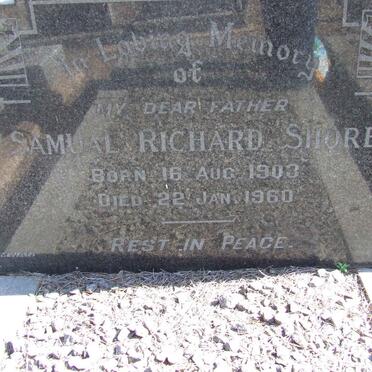 In Loving Memory
of
MY DEAR FATHER
SAMUAL RICHARD SHORE
BORN 16 AUG. 1903
DIED 22 JAN. 1960
REST IN PEACE.